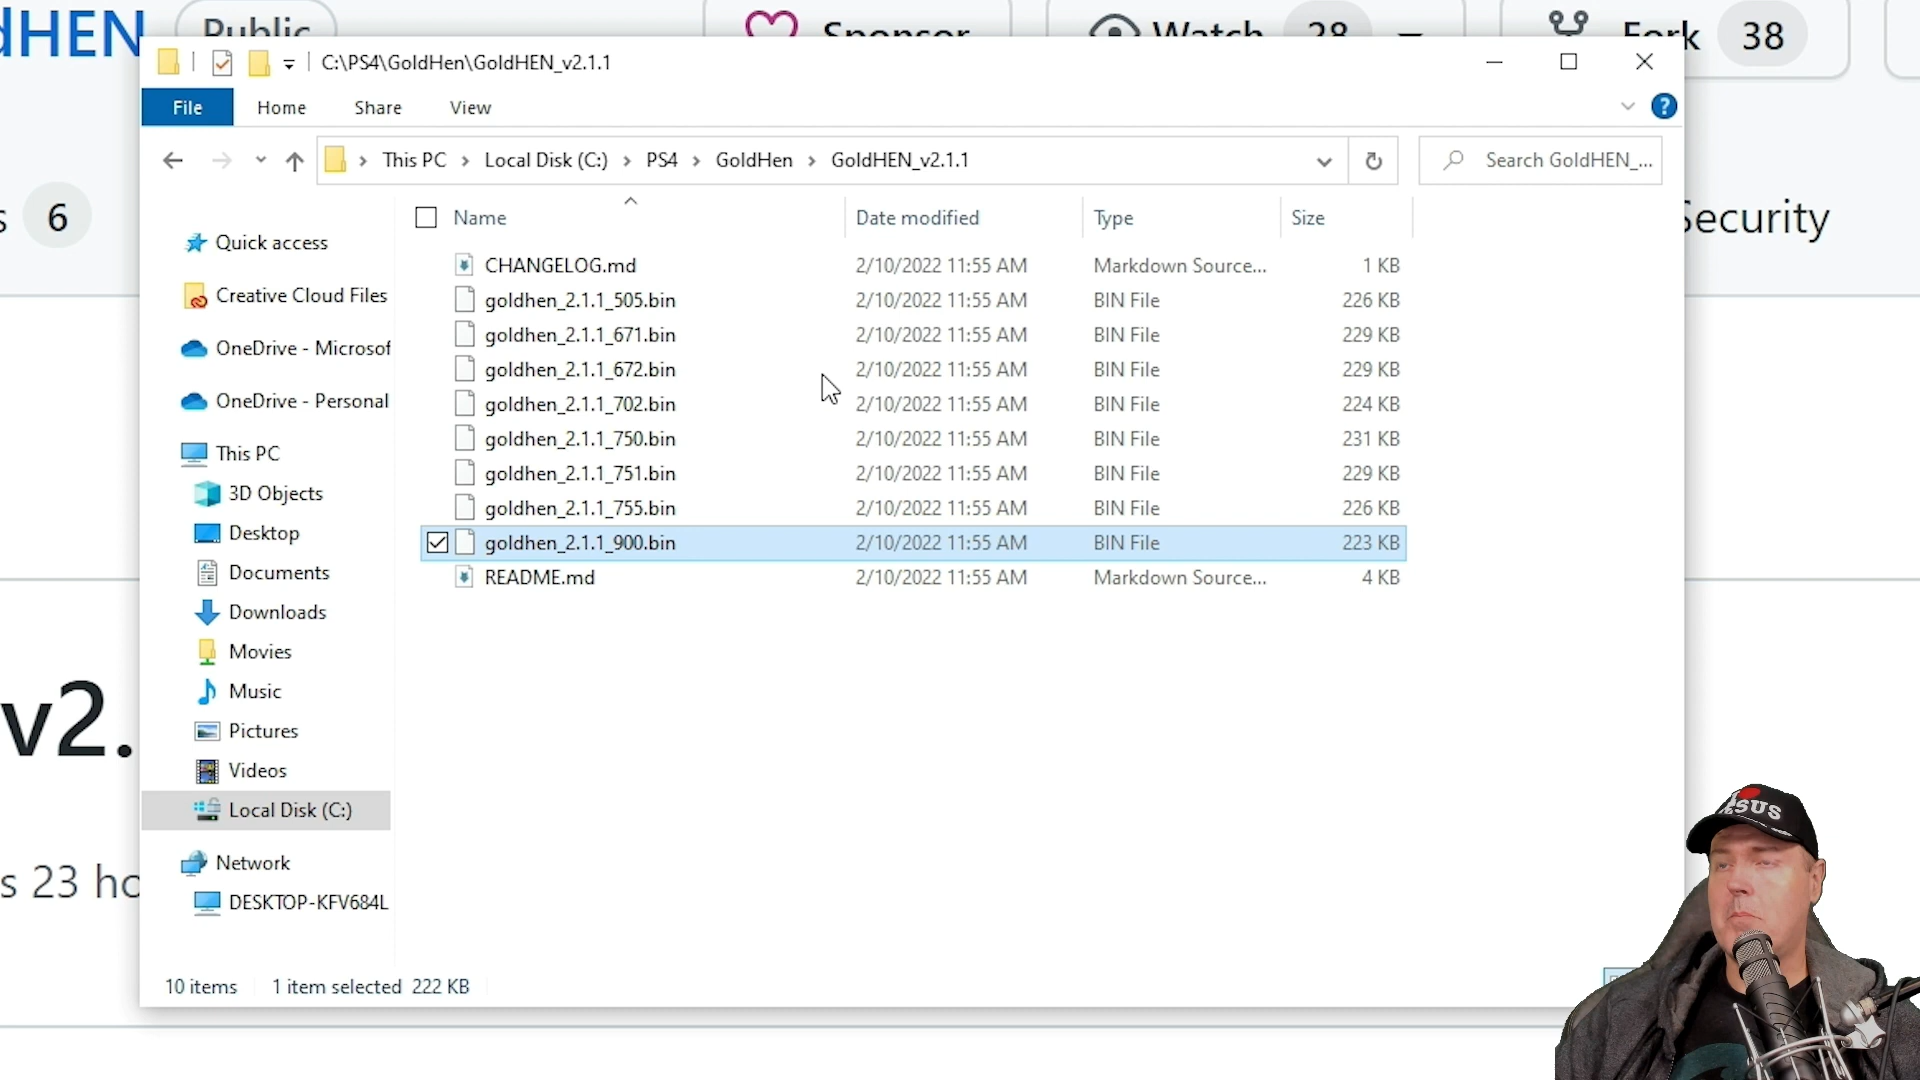 dHEN
Public
Sponsor
Watch
28
Fork
38
C:\PS4\GoldHen\GoldHEN_v2.1.1
File
Home
Share
View
This PC
Local Disk (C:)
PS4
GoldHen
GoldHEN_v2.1.1
Search GoldHEN_...
s
6
Security
Name
Date modified
Type
Size
Quick access
Creative Cloud Files
OneDrive - Microsof
OneDrive - Personal
This PC
3D Objects
Desktop
Documents
Downloads
Movies
Music
Pictures
Videos
Local Disk (C:)
Network
DESKTOP-KFV684L
CHANGELOG.md 2/10/2022 11:55 AM Markdown Source... 1 KB
goldhen_2.1.1_505.bin 2/10/2022 11:55 AM BIN File 226 KB
goldhen_2.1.1_671.bin 2/10/2022 11:55 AM BIN File 229 KB
goldhen_2.1.1_672.bin 2/10/2022 11:55 AM BIN File 229 KB
goldhen_2.1.1_702.bin 2/10/2022 11:55 AM BIN File 224 KB
goldhen_2.1.1_750.bin 2/10/2022 11:55 AM BIN File 231 KB
goldhen_2.1.1_751.bin 2/10/2022 11:55 AM BIN File 229 KB
goldhen_2.1.1_755.bin 2/10/2022 11:55 AM BIN File 226 KB
goldhen_2.1.1_900.bin 2/10/2022 11:55 AM BIN File 223 KB
README.md 2/10/2022 11:55 AM Markdown Source... 4 KB
v2.
s 23 ho
10 items
1 item selected 222 KB